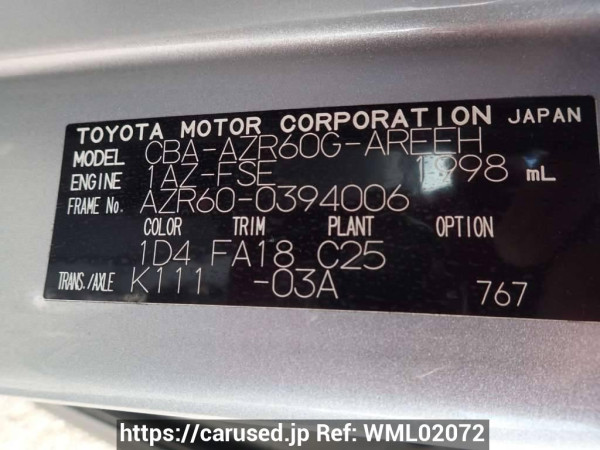 TOYOTA MOTOR CORPORATION JAPAN
MODEL CBA-AZR60G-AREEH
ENGINE 1AZ-FSE 1998 mL
FRAME No. AZR60-0394006
COLOR TRIM PLANT OPTION
1D4 FA18 C25
TRANS./AXLE K111 -03A 767
https://carused.jp Ref: WML02072